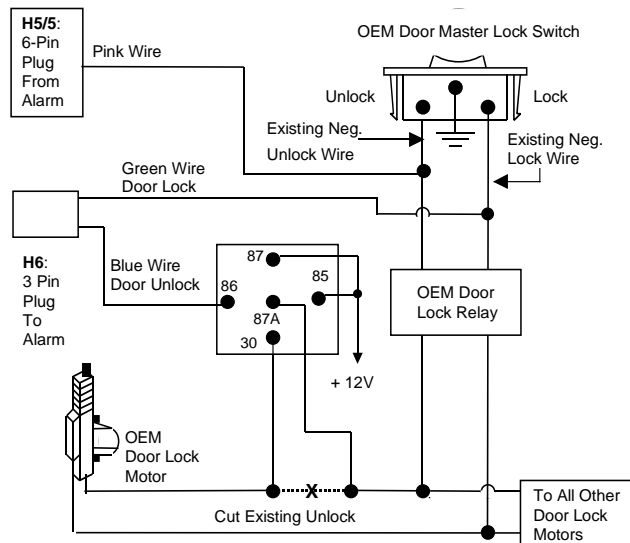 H5/5:
6-Pin
Plug
From
Alarm
Pink Wire
OEM Door Master Lock Switch
Unlock
Lock
Existing Neg.
Unlock Wire
Existing Neg.
Lock Wire
Green Wire
Door Lock
H6:
3 Pin
Plug
To
Alarm
Blue Wire
Door Unlock
87
86
85
87A
30
+ 12V
OEM Door
Lock Relay
OEM
Door Lock
Motor
X
Cut Existing Unlock
To All Other
Door Lock
Motors